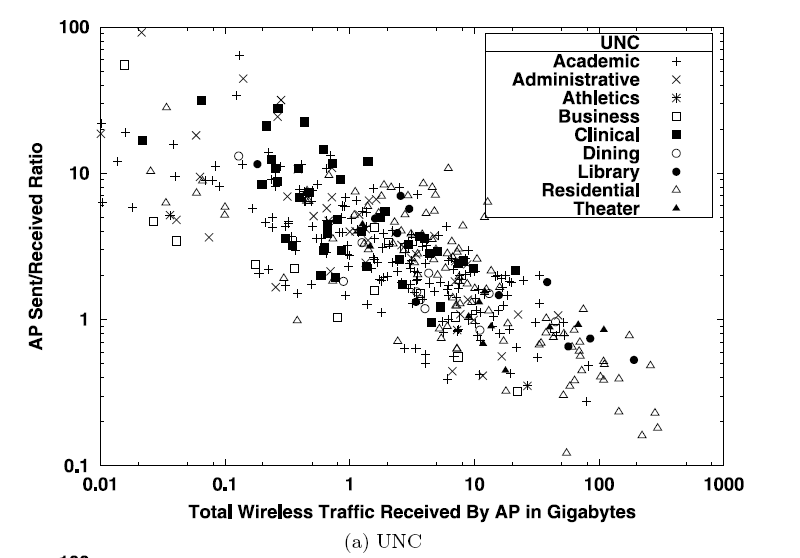 100
10
1
0.1
AP Sent/Received Ratio
UNC
Academic
Administrative
Athletics
Business
Clinical
Dining
Library
Residential
Theater
0.01 0.1 1 10 100 1000
Total Wireless Traffic Received By AP in Gigabytes
(a) UNC